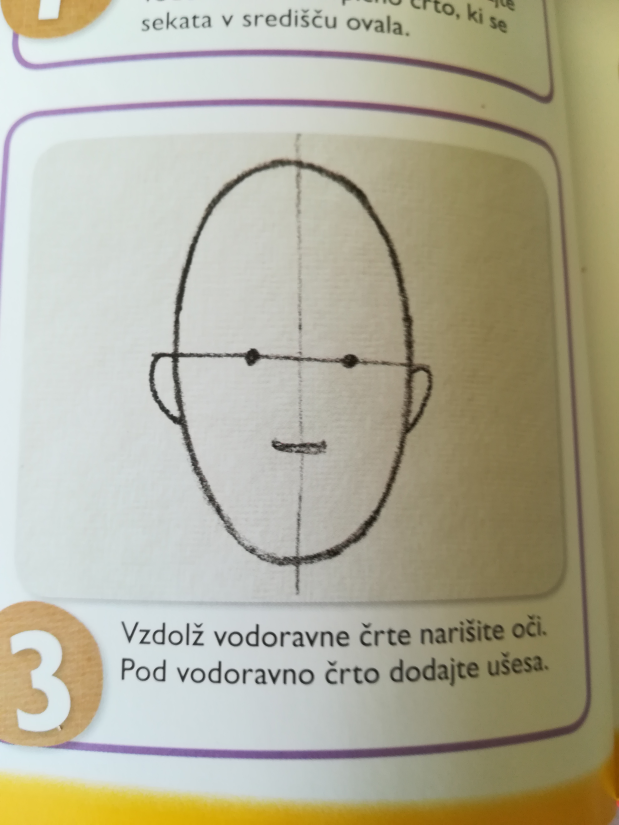 črto, ki se
sekata v središču ovala.
3
Vzdolž vodoravne črte narišite oči.
Pod vodoravno črto dodajte ušesa.